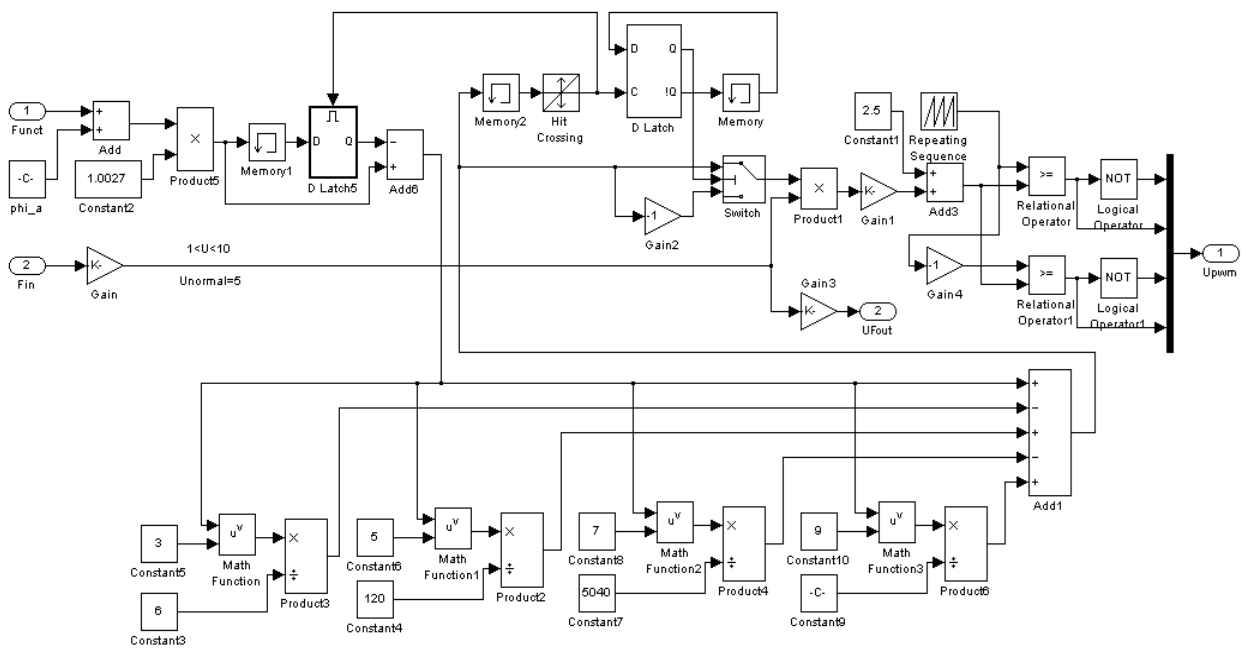 1
Funct
-C-
phi_a
+
+
Add
1.0027
Constant2
×
Product5
Memory1
D
Q
D Latch5
−
+
Add6
Memory2
Hit
Crossing
D
Q
C
!Q
D Latch
Memory
2.5
Constant1
Repeating
Sequence
-1
Gain2
Switch
×
Product1
K-
Gain1
+
+
Add3
>=
Relational
Operator
NOT
Logical
Operator
-1
Gain4
>=
Relational
Operator1
NOT
Logical
Operator1
1
Upwm
2
Fin
K-
Gain
1<U<10
Unormal=5
Gain3
K-
2
UFout
+
−
+
−
+
Add1
3
Constant5
u^v
Math
Function
×
÷
Product3
6
Constant3
5
Constant6
u^v
Math
Function1
×
÷
Product2
120
Constant4
7
Constant8
u^v
Math
Function2
×
÷
Product4
5040
Constant7
9
Constant10
u^v
Math
Function3
×
÷
Product6
-C-
Constant9